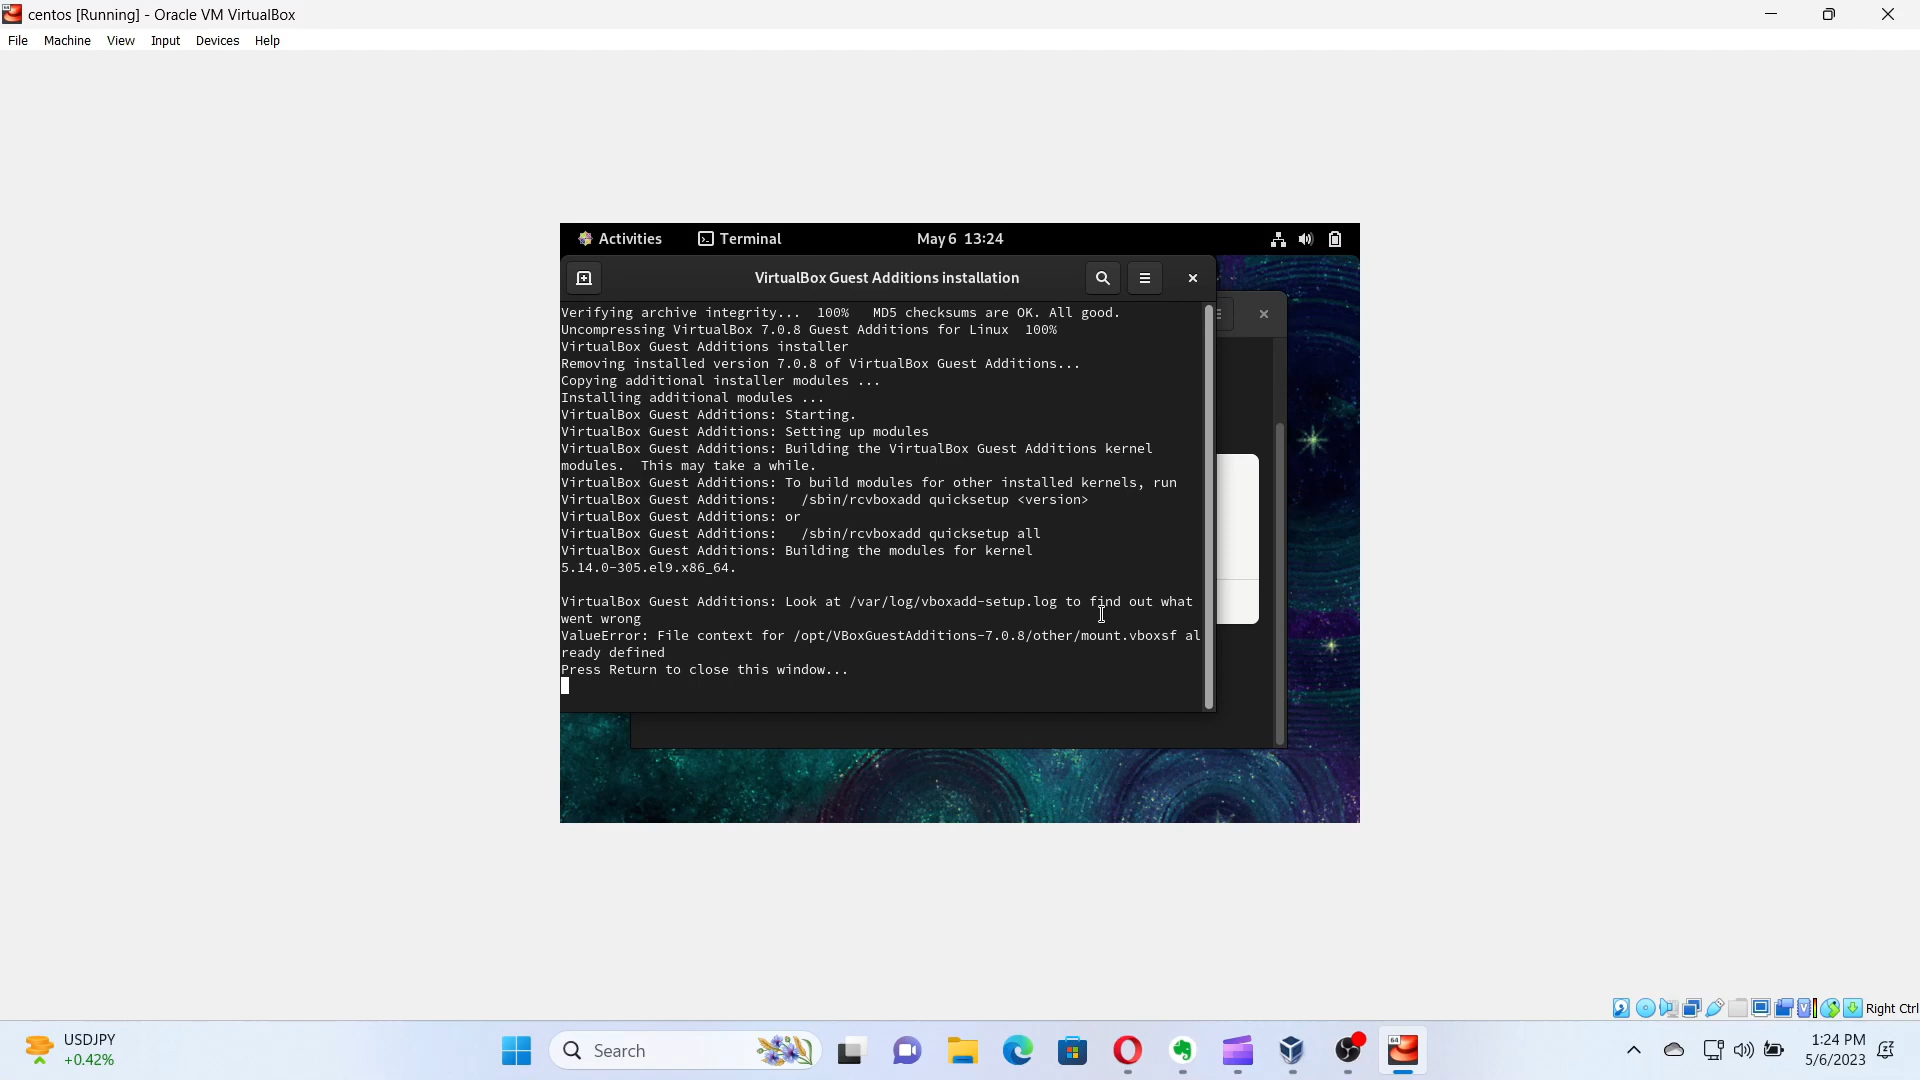 centos [Running] - Oracle VM VirtualBox
File Machine View Input Devices Help
Activities Terminal May 6 13:24
VirtualBox Guest Additions installation
Verifying archive integrity... 100% MD5 checksums are OK. All good.
Uncompressing VirtualBox 7.0.8 Guest Additions for Linux 100%
VirtualBox Guest Additions installer
Removing installed version 7.0.8 of VirtualBox Guest Additions...
Copying additional installer modules ...
Installing additional modules ...
VirtualBox Guest Additions: Starting.
VirtualBox Guest Additions: Setting up modules
VirtualBox Guest Additions: Building the VirtualBox Guest Additions kernel
modules. This may take a while.
VirtualBox Guest Additions: To build modules for other installed kernels, run
VirtualBox Guest Additions: /sbin/rcvboxadd quicksetup <version>
VirtualBox Guest Additions: or
VirtualBox Guest Additions: /sbin/rcvboxadd quicksetup all
VirtualBox Guest Additions: Building the modules for kernel
5.14.0-305.el9.x86_64.
VirtualBox Guest Additions: Look at /var/log/vboxadd-setup.log to find out what
went wrong
ValueError: File context for /opt/VBoxGuestAdditions-7.0.8/other/mount.vboxsf al
ready defined
Press Return to close this window...
Right Ctrl
USDJPY
+0.42%
Search
1:24 PM
5/6/2023